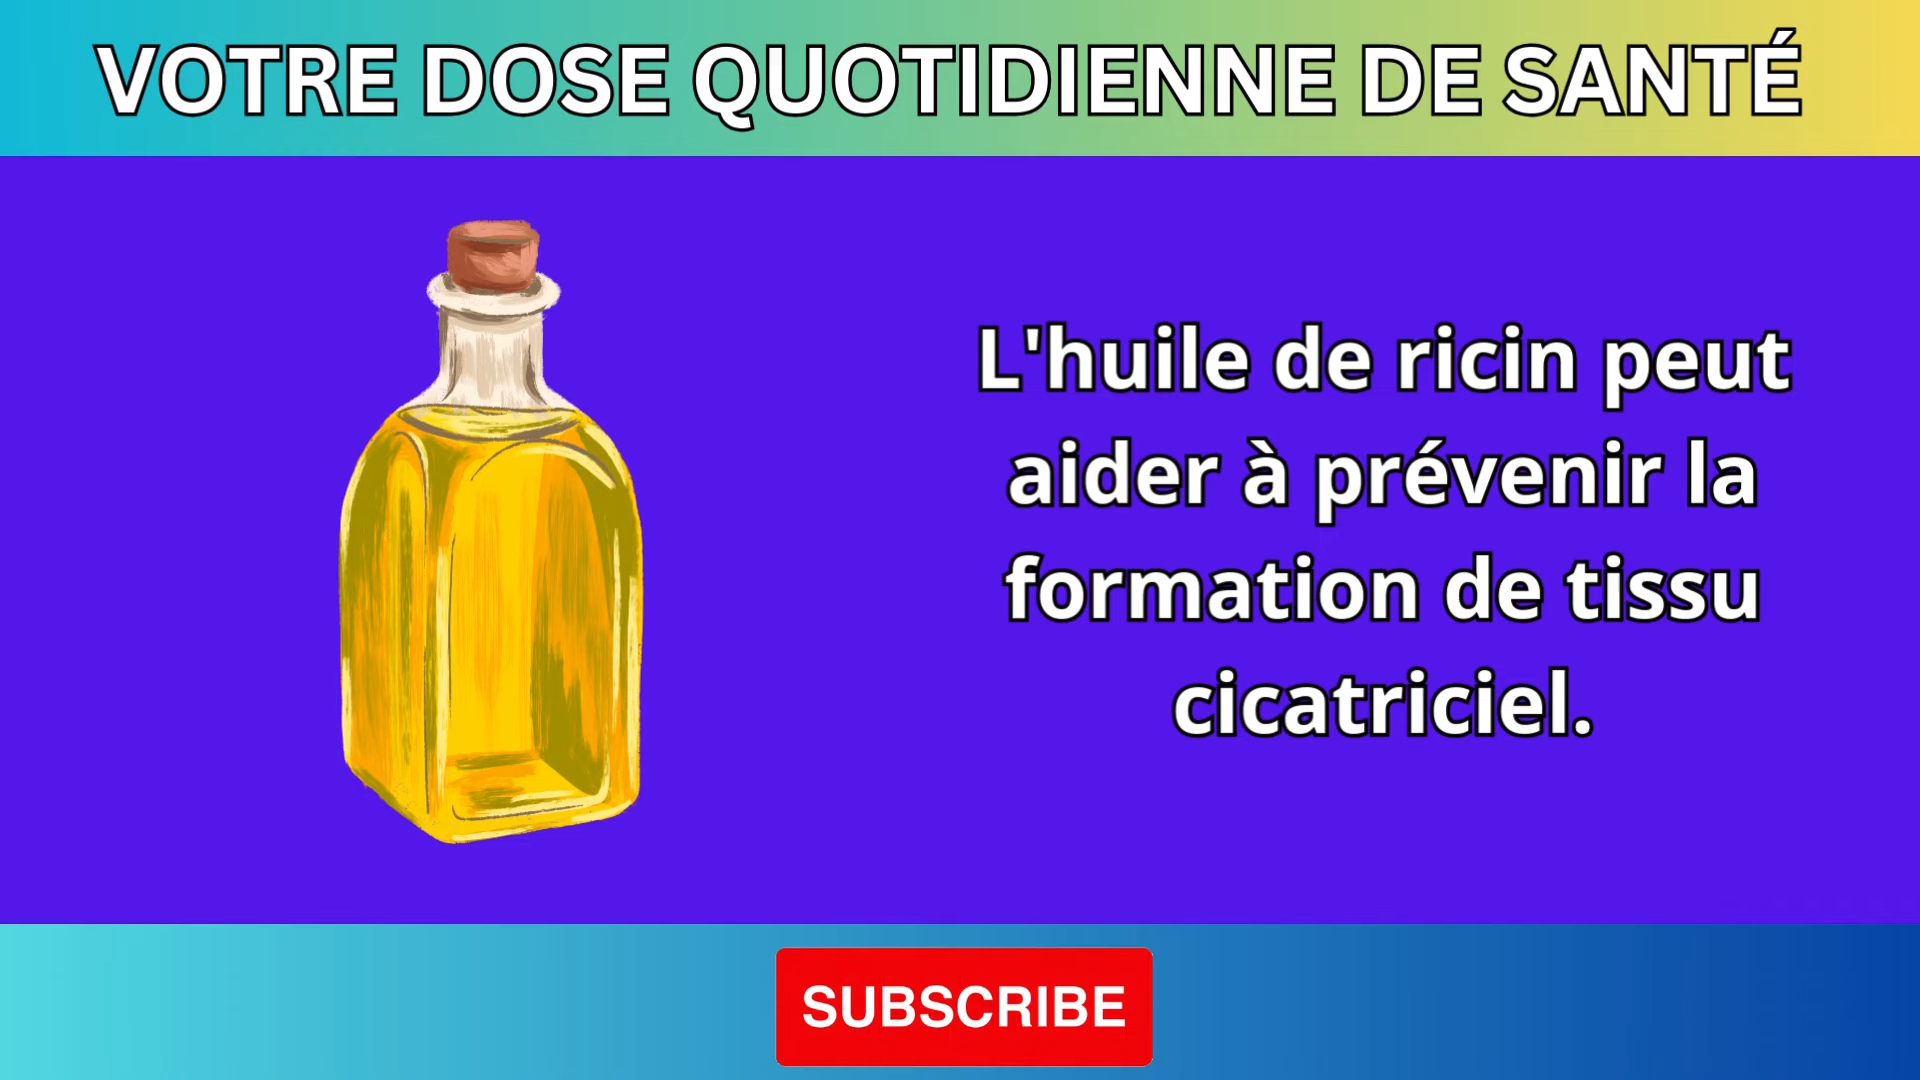 VOTRE DOSE QUOTIDIENNE DE SANTÉ
L'huile de ricin peut
aider à prévenir la
formation de tissu
cicatriciel.
SUBSCRIBE